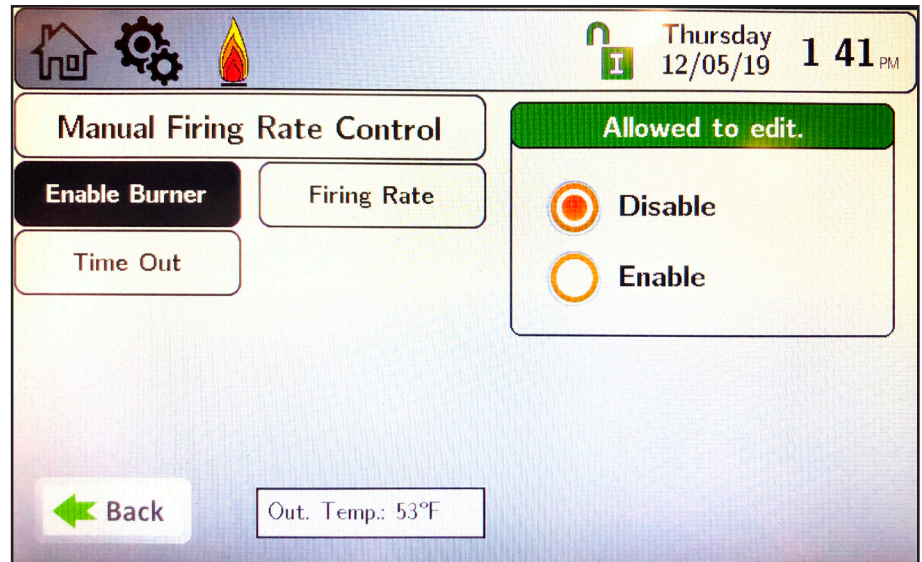 I
Thursday
12/05/19
1 41 PM
Manual Firing Rate Control
Allowed to edit.
Enable Burner
Firing Rate
Disable
Time Out
Enable
Back
Out. Temp.: 53°F